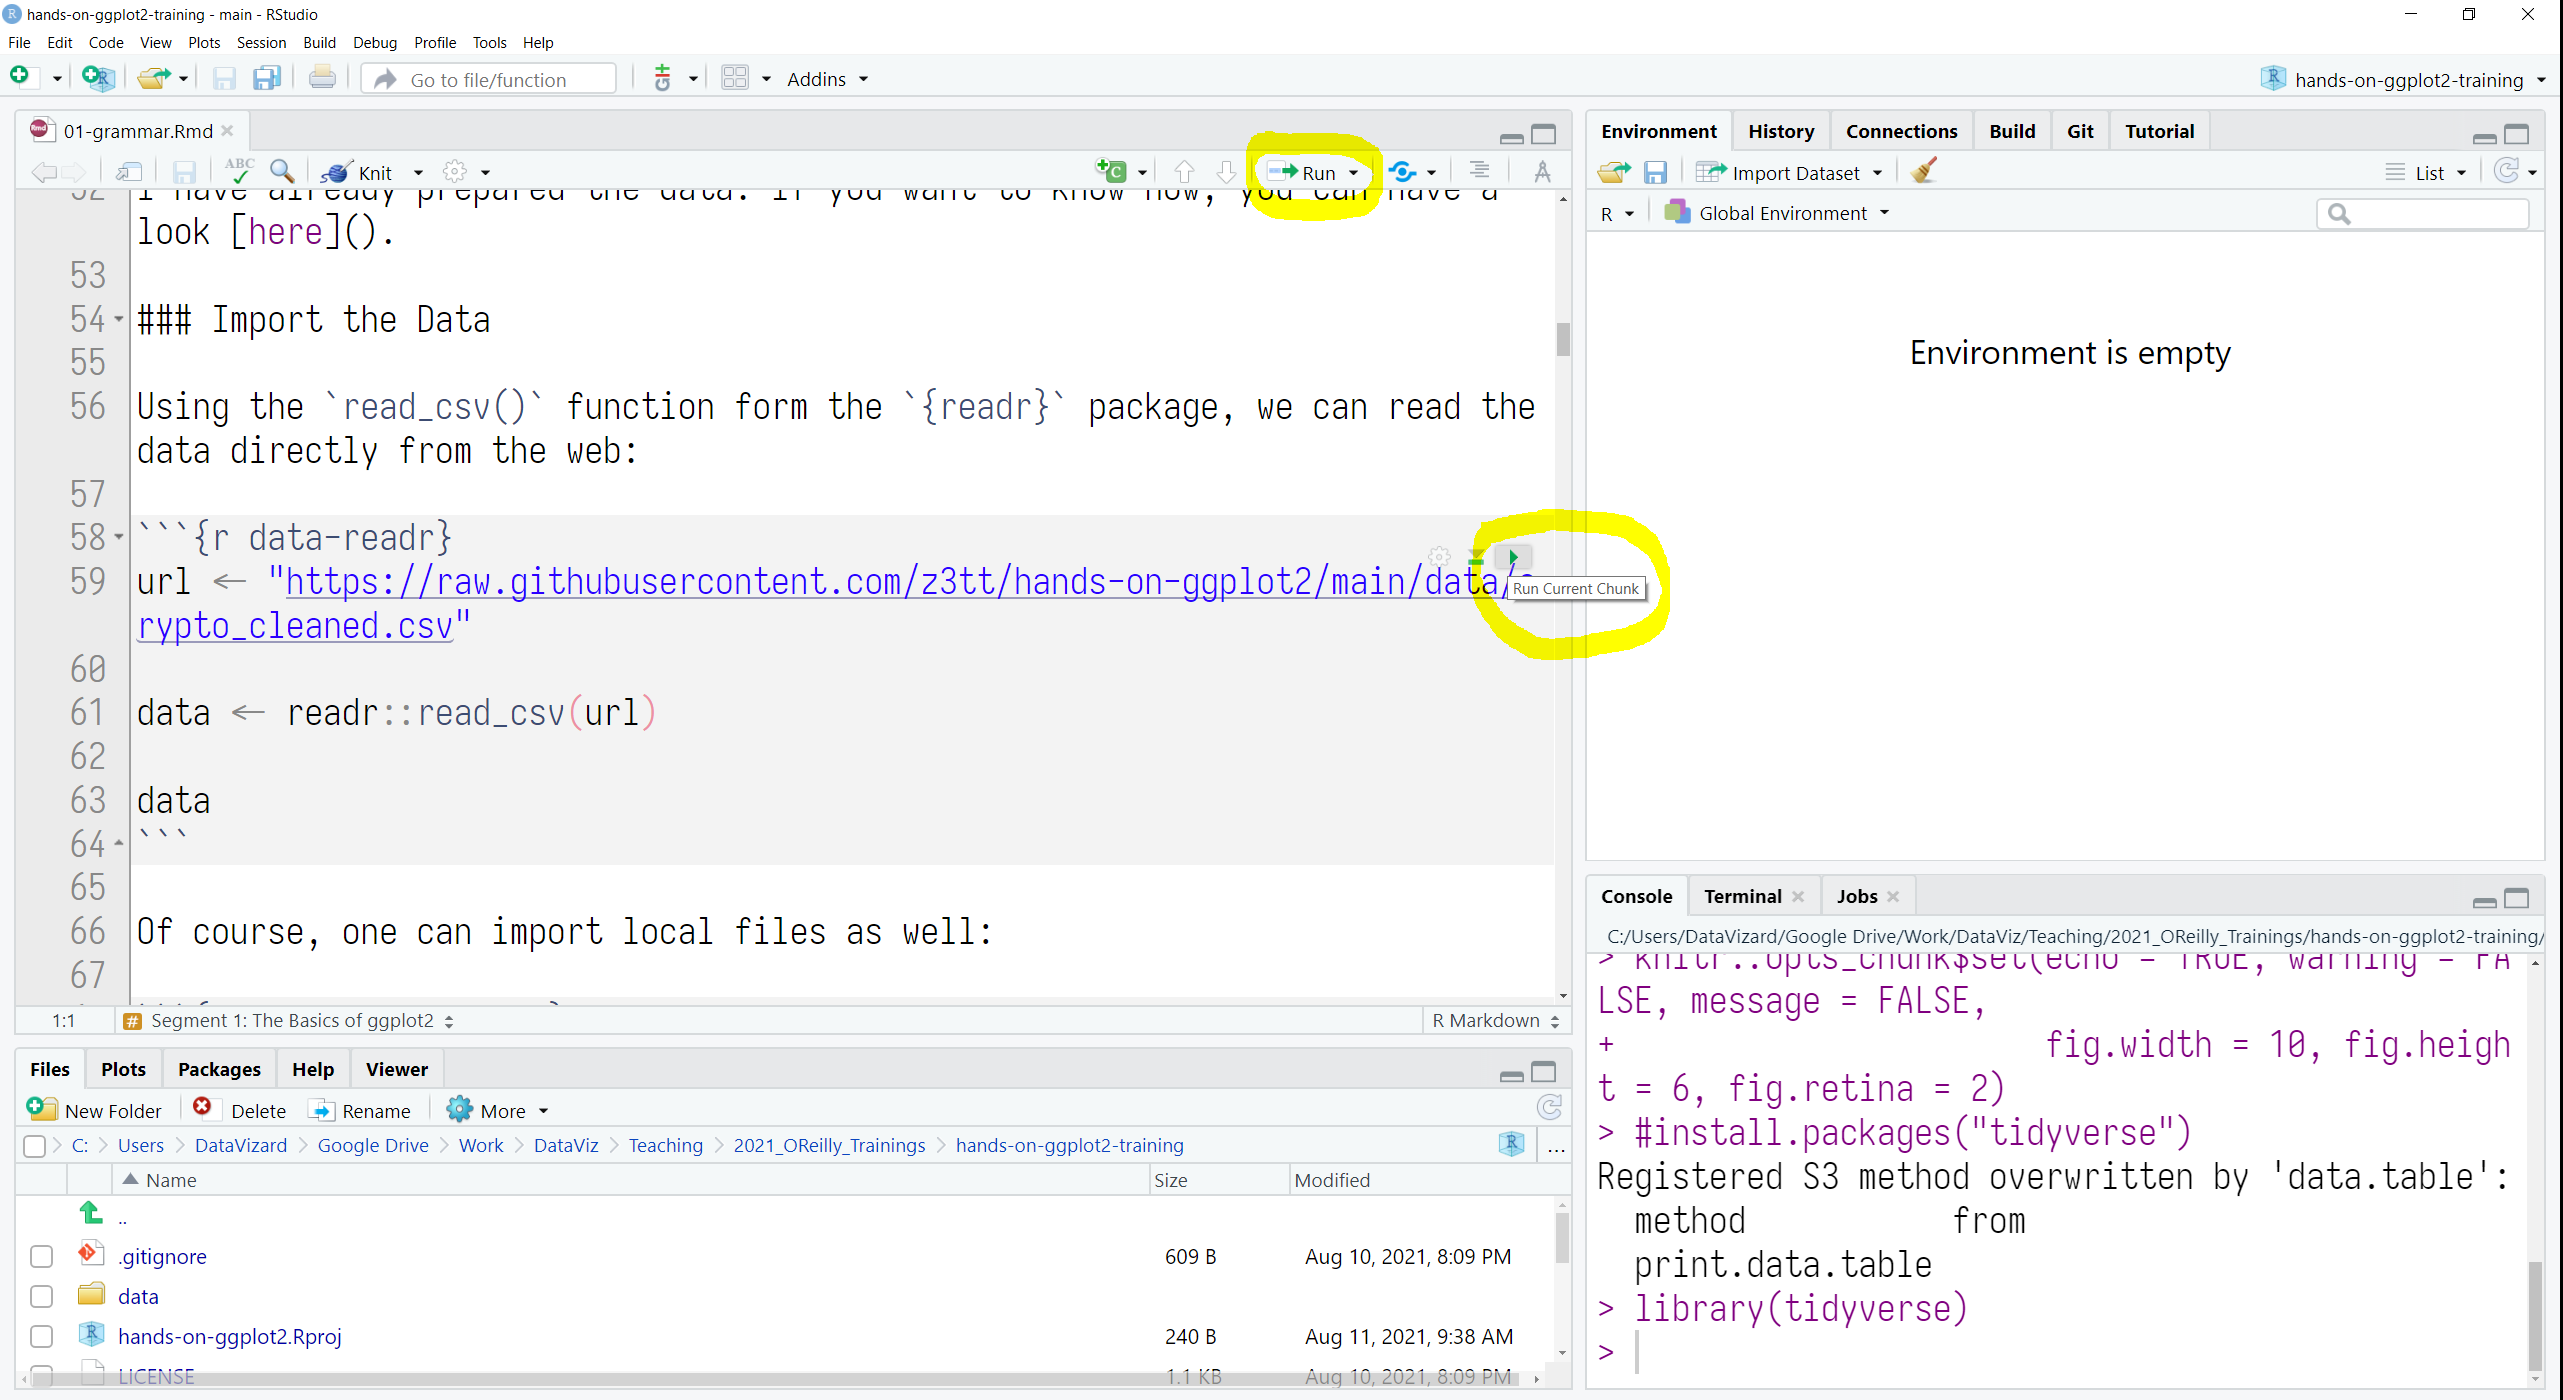 hands-on-ggplot2-training - main - RStudio
File Edit Code View Plots Session Build Debug Profile Tools Help
Go to file/function
Addins
hands-on-ggplot2-training
01-grammar.Rmd
ABC
Knit
Run
52 I have already prepared the data. If you want to know how, you can have a
look [here]().
53
54 ### Import the Data
55
56 Using the `read_csv()` function form the `{readr}` package, we can read the
data directly from the web:
57
58 ```{r data-readr}
59 url <- "https://raw.githubusercontent.com/z3tt/hands-on-ggplot2/main/data/c
rypto_cleaned.csv"
Run Current Chunk
60
61 data <- readr::read_csv(url)
62
63 data
64 ```
65
66 Of course, one can import local files as well:
67
1:1 # Segment 1: The Basics of ggplot2 R Markdown
Environment History Connections Build Git Tutorial
Import Dataset List
R Global Environment
Environment is empty
Files Plots Packages Help Viewer
New Folder Delete Rename More
C: Users DataVizard Google Drive Work DataViz Teaching 2021_OReilly_Trainings hands-on-ggplot2-training ...
Name Size Modified
..
.gitignore 609 B Aug 10, 2021, 8:09 PM
data
hands-on-ggplot2.Rproj 240 B Aug 11, 2021, 9:38 AM
LICENSE 1.1 KB Aug 10, 2021, 8:09 PM
Console Terminal Jobs
C:/Users/DataVizard/Google Drive/Work/DataViz/Teaching/2021_OReilly_Trainings/hands-on-ggplot2-training/
> knitr::opts_chunk$set(echo = TRUE, warning = FA
LSE, message = FALSE,
+ fig.width = 10, fig.heigh
t = 6, fig.retina = 2)
> #install.packages("tidyverse")
Registered S3 method overwritten by 'data.table':
method from
print.data.table
> library(tidyverse)
>